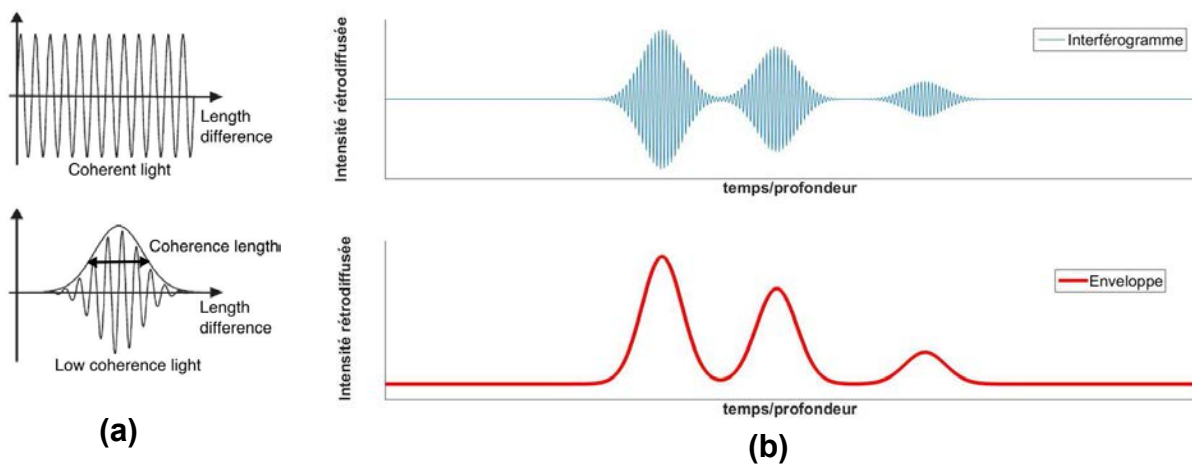 Length
difference
Coherent light
Coherence length
Length
difference
Low coherence light
(a)
Intensité rétrodiffusée
Interférogramme
temps/profondeur
Intensité rétrodiffusée
Enveloppe
temps/profondeur
(b)